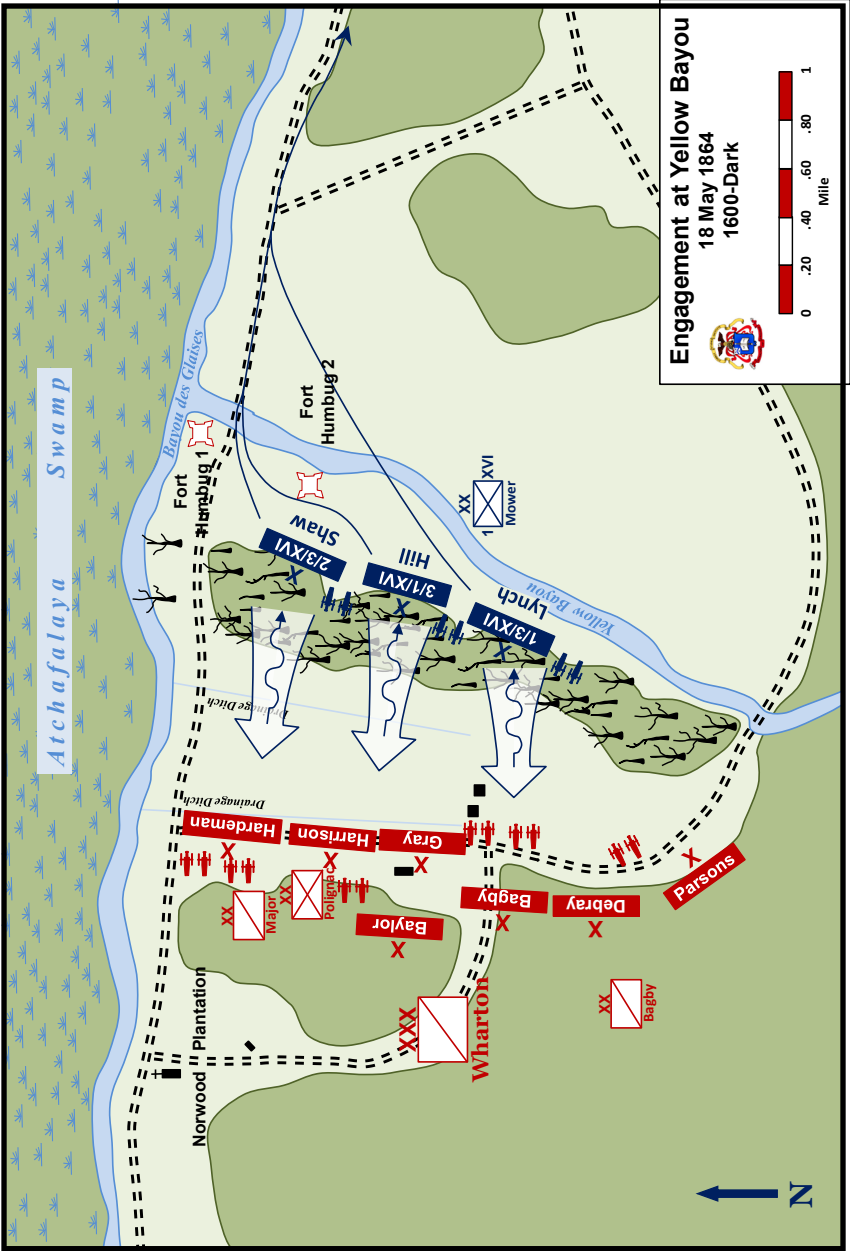 Engagement at Yellow Bayou
18 May 1864
1600-Dark
0 .20 .40 .60 .80 1
Mile
Atchafalaya Swamp
Bayou des Glaises
Fort
Humbug 1
Fort
Humbug 2
Yellow Bayou
XX
1 XVI
Mower
Shaw
2/3/XVI
X
Hill
3/1/XVI
X
Lynch
1/3/XVI
X
Drainage Ditch
Drainage Ditch
Hardeman
X
Harrison
X
Gray
X
XX
Major
XX
Polignac
Baylor
X
Bagby
X
Debray
X
Parsons
X
XX
Bagby
XXX
Wharton
Norwood Plantation
N